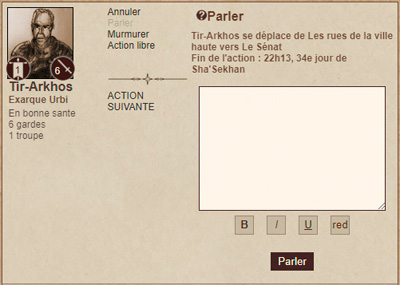 1
6
Tir-Arkhos
Exarque Urbi
En bonne sante
6 gardes
1 troupe
Annuler
Parler
Murmurer
Action libre
ACTION
SUIVANTE
?Parler
Tir-Arkhos se déplace de Les rues de la ville
haute vers Le Sénat
Fin de l'action : 22h13, 34e jour de
Sha'Sekhan
B
I
U
red
Parler